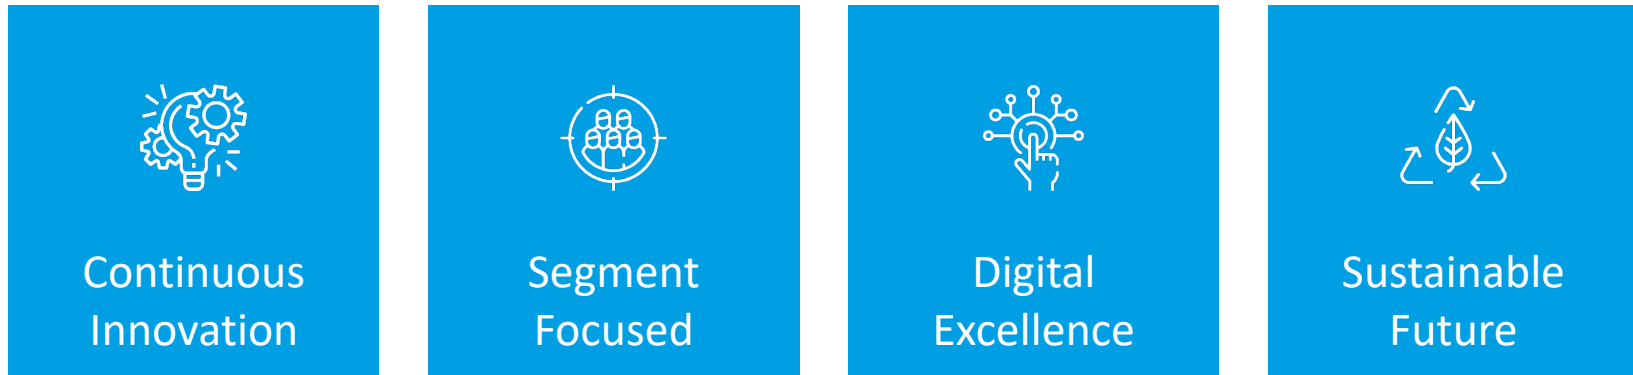 Continuous
Innovation
Segment
Focused
Digital
Excellence
Sustainable
Future